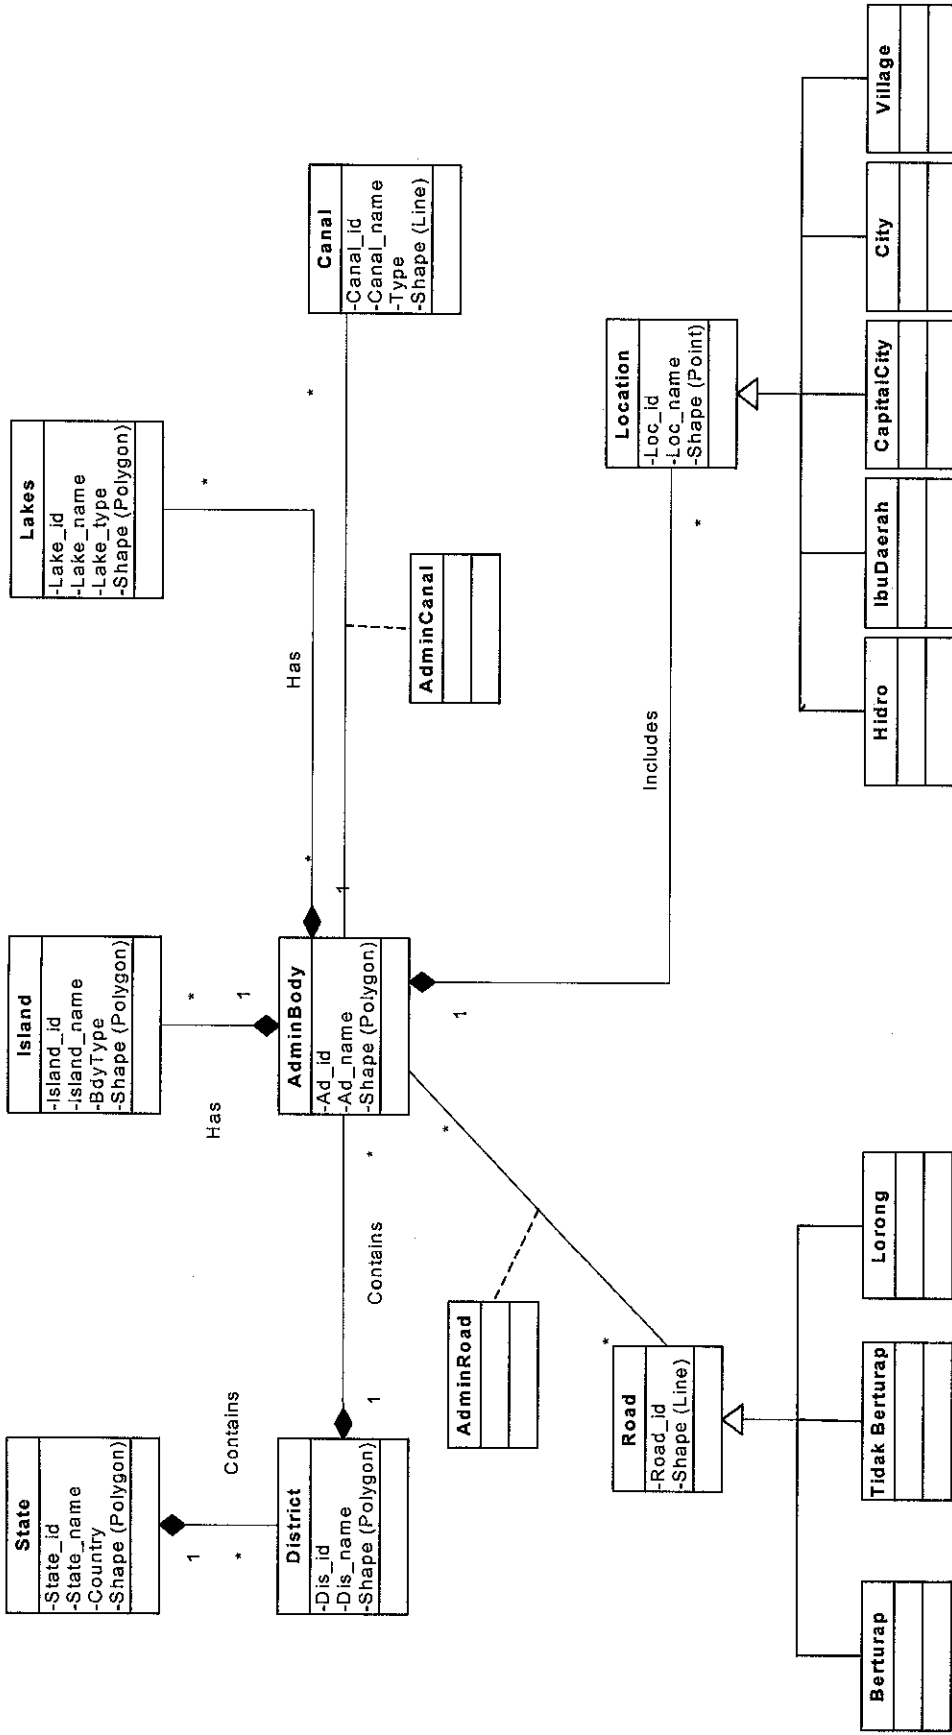 State
-State_id
-State_name
-Country
-Shape (Polygon)
1
*
Contains
District
-Dis_id
-Dis_name
-Shape (Polygon)
1
Contains
*
Island
-Island_id
-Island_name
-BdyType
-Shape (Polygon)
Has
*
1
AdminBody
-Ad_id
-Ad_name
-Shape (Polygon)
Lakes
-Lake_id
-Lake_name
-Lake_type
-Shape (Polygon)
*
Has
*
Canal
-Canal_id
-Canal_name
-Type
-Shape (Line)
*
1
AdminCanal
AdminRoad
*
*
Road
-Road_id
-Shape (Line)
Berturap
Tidak Berturap
Lorong
1
Includes
*
Location
-Loc_id
-Loc_name
-Shape (Point)
Hidro
IbuDaerah
CapitalCity
City
Village